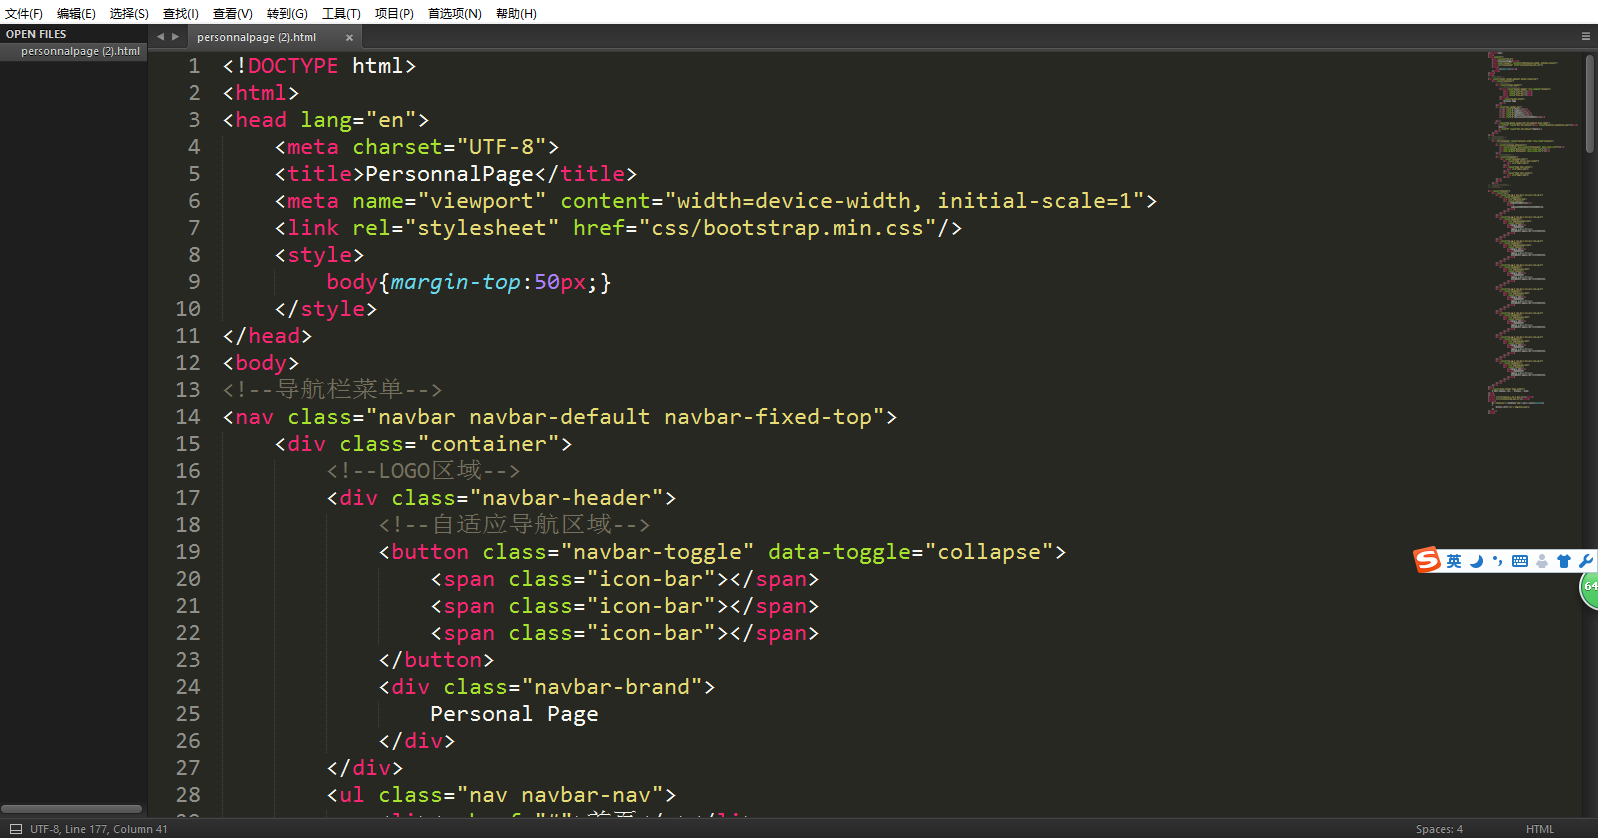 文件(F) 编辑(E) 选择(S) 查找(I) 查看(V) 转到(G) 工具(T) 项目(P) 首选项(N) 帮助(H)
OPEN FILES
personnalpage (2).html
personnalpage (2).html ×
1 <!DOCTYPE html>
2 <html>
3 <head lang="en">
4     <meta charset="UTF-8">
5     <title>PersonnalPage</title>
6     <meta name="viewport" content="width=device-width, initial-scale=1">
7     <link rel="stylesheet" href="css/bootstrap.min.css"/>
8     <style>
9         body{margin-top:50px;}
10     </style>
11 </head>
12 <body>
13 <!--导航栏菜单-->
14 <nav class="navbar navbar-default navbar-fixed-top">
15     <div class="container">
16         <!--LOGO区域-->
17         <div class="navbar-header">
18             <!--自适应导航区域-->
19             <button class="navbar-toggle" data-toggle="collapse">
20                 <span class="icon-bar"></span>
21                 <span class="icon-bar"></span>
22                 <span class="icon-bar"></span>
23             </button>
24             <div class="navbar-brand">
25                 Personal Page
26             </div>
27         </div>
28         <ul class="nav navbar-nav">
英
64
UTF-8, Line 177, Column 41
Spaces: 4
HTML